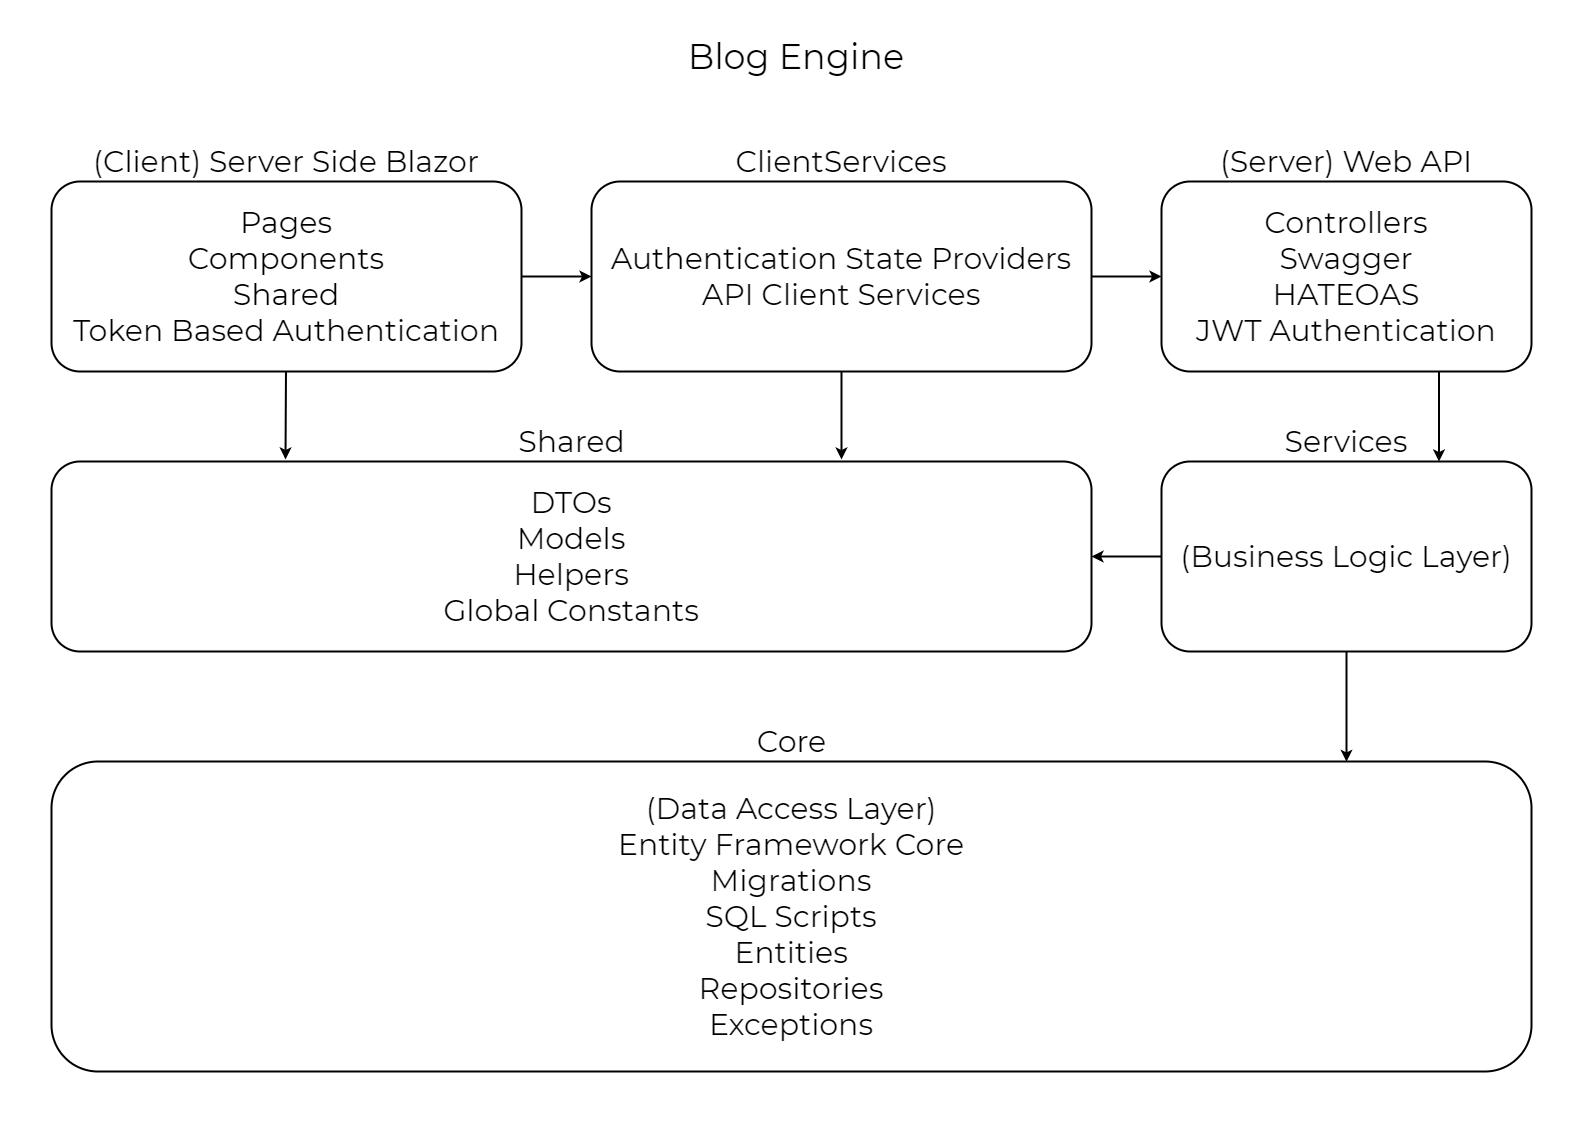 Blog Engine
(Client) Server Side Blazor
Pages
Components
Shared
Token Based Authentication
ClientServices
Authentication State Providers
API Client Services
(Server) Web API
Controllers
Swagger
HATEOAS
JWT Authentication
Shared
DTOs
Models
Helpers
Global Constants
Services
(Business Logic Layer)
Core
(Data Access Layer)
Entity Framework Core
Migrations
SQL Scripts
Entities
Repositories
Exceptions